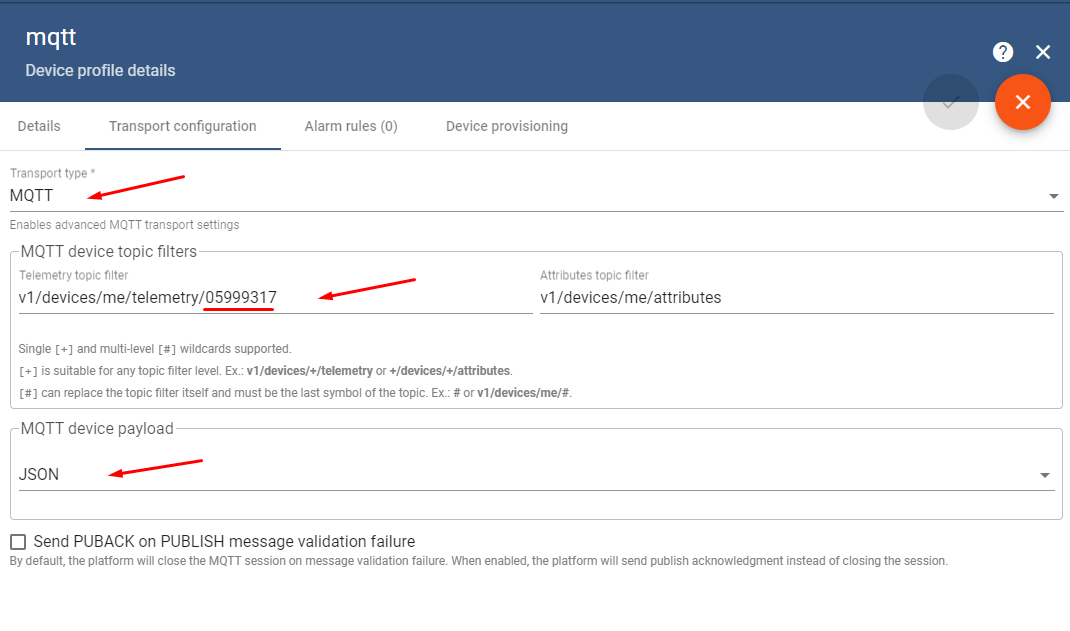 mqtt
Device profile details
?
Details Transport configuration Alarm rules (0) Device provisioning
Transport type *
MQTT
Enables advanced MQTT transport settings
MQTT device topic filters
Telemetry topic filter Attributes topic filter
v1/devices/me/telemetry/05999317 v1/devices/me/attributes
Single [+] and multi-level [#] wildcards supported.
[+] is suitable for any topic filter level. Ex.: v1/devices/+/telemetry or +/devices/+/attributes.
[#] can replace the topic filter itself and must be the last symbol of the topic. Ex.: # or v1/devices/me/#.
MQTT device payload
JSON
Send PUBACK on PUBLISH message validation failure
By default, the platform will close the MQTT session on message validation failure. When enabled, the platform will send publish acknowledgment instead of closing the session.